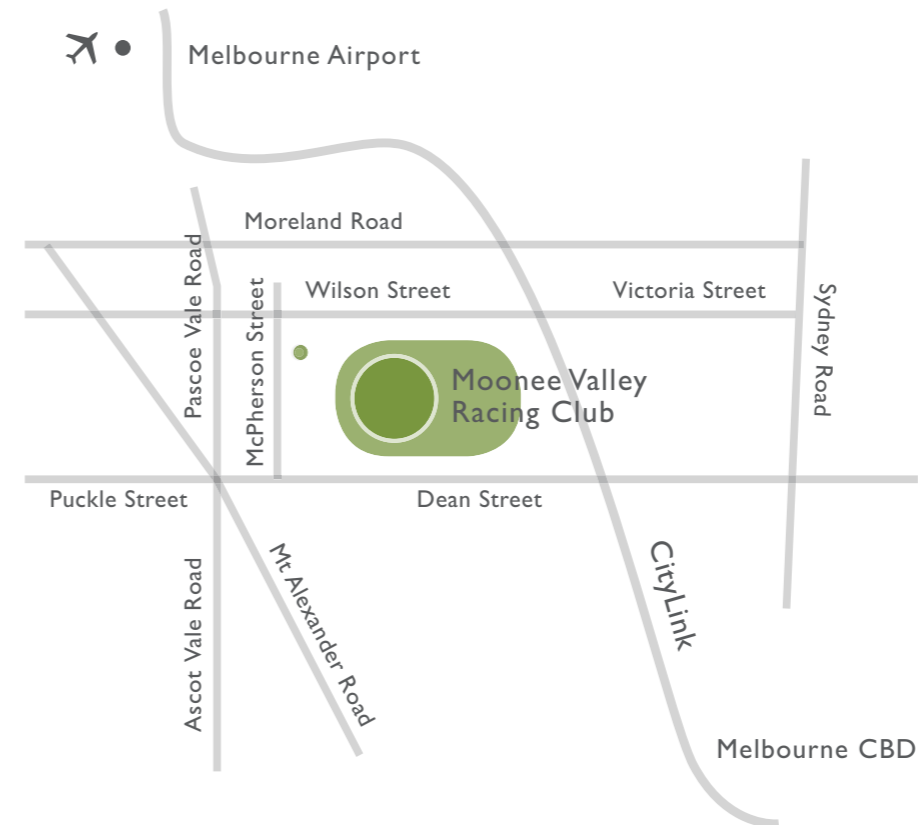 Melbourne Airport
Moreland Road
Pascoe Vale Road
McPherson Street
Wilson Street
Victoria Street
Sydney Road
Moonee Valley
Racing Club
Puckle Street
Dean Street
Ascot Vale Road
Mt Alexander Road
CityLink
Melbourne CBD